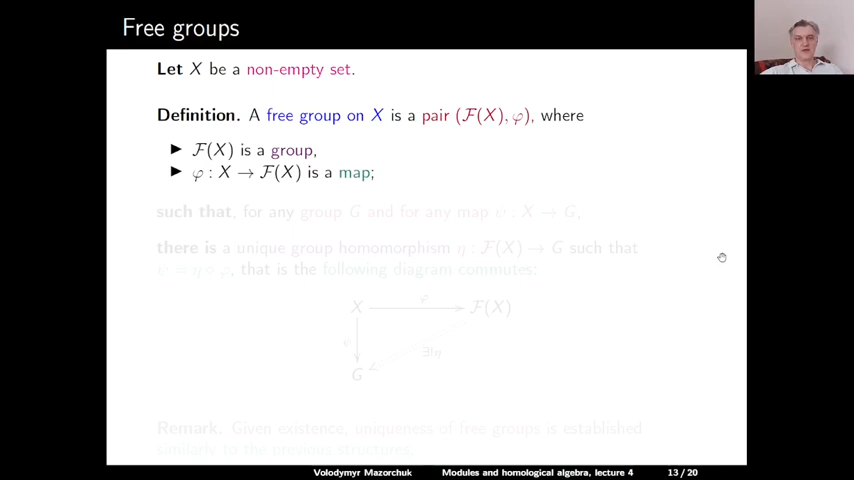 Free groups
Let X be a non-empty set.
Definition. A free group on X is a pair (ℱ(X), φ), where
▶ ℱ(X) is a group,
▶ φ : X → ℱ(X) is a map;
such that, for any group G and for any map ψ : X → G,
there is a unique group homomorphism η : ℱ(X) → G such that
ψ = η ∘ φ, that is the following diagram commutes:
φ
X ℱ(X)
ψ ∃!η
G
Remark. Given existence, uniqueness of free groups is established
similarly to the previous structures.
Volodymyr Mazorchuk Modules and homological algebra, lecture 4 13 / 20